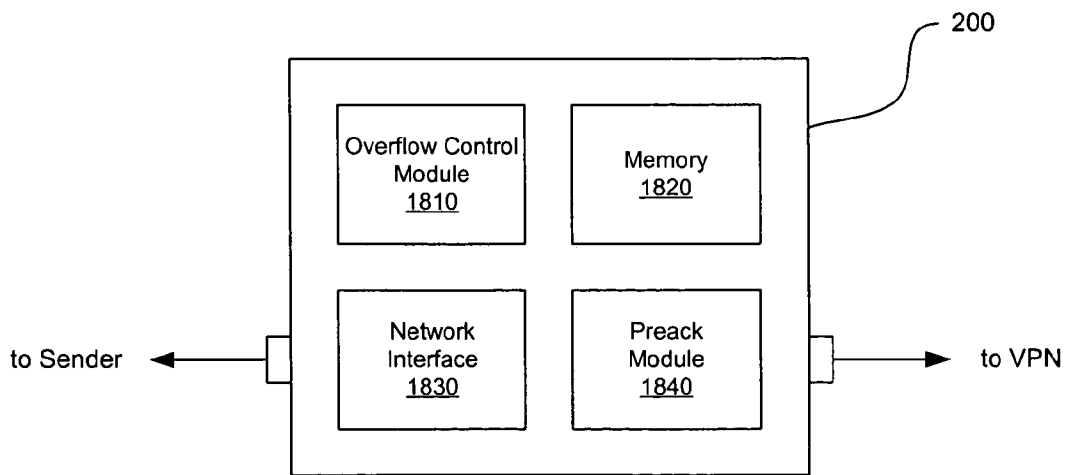 200
Overflow Control
Module
1810
Memory
1820
Network
Interface
1830
Preack
Module
1840
to Sender
to VPN